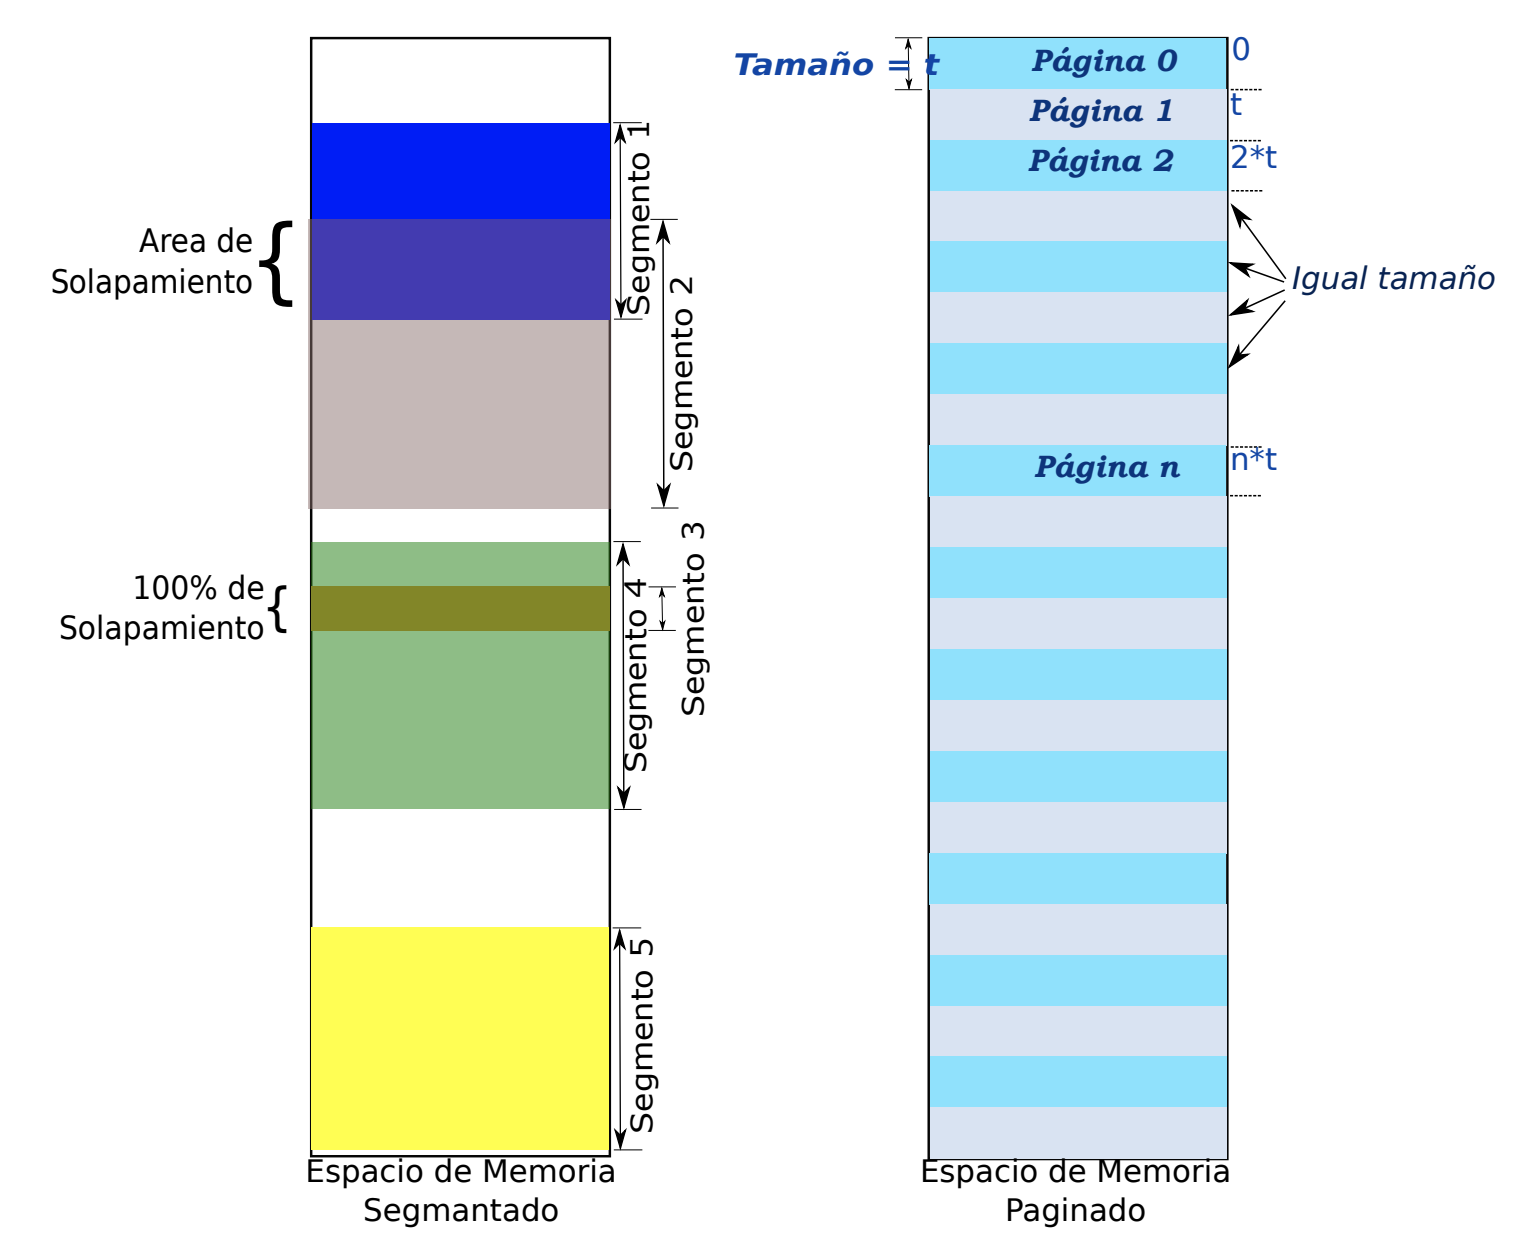 Segmento 1
Area de
Solapamiento
Segmento 2
Segmento 3
100% de
Solapamiento
Segmento 4
Segmento 5
Espacio de Memoria
Segmantado
Tamaño = t
Página 0
0
Página 1
t
Página 2
2*t
Igual tamaño
Página n
n*t
Espacio de Memoria
Paginado